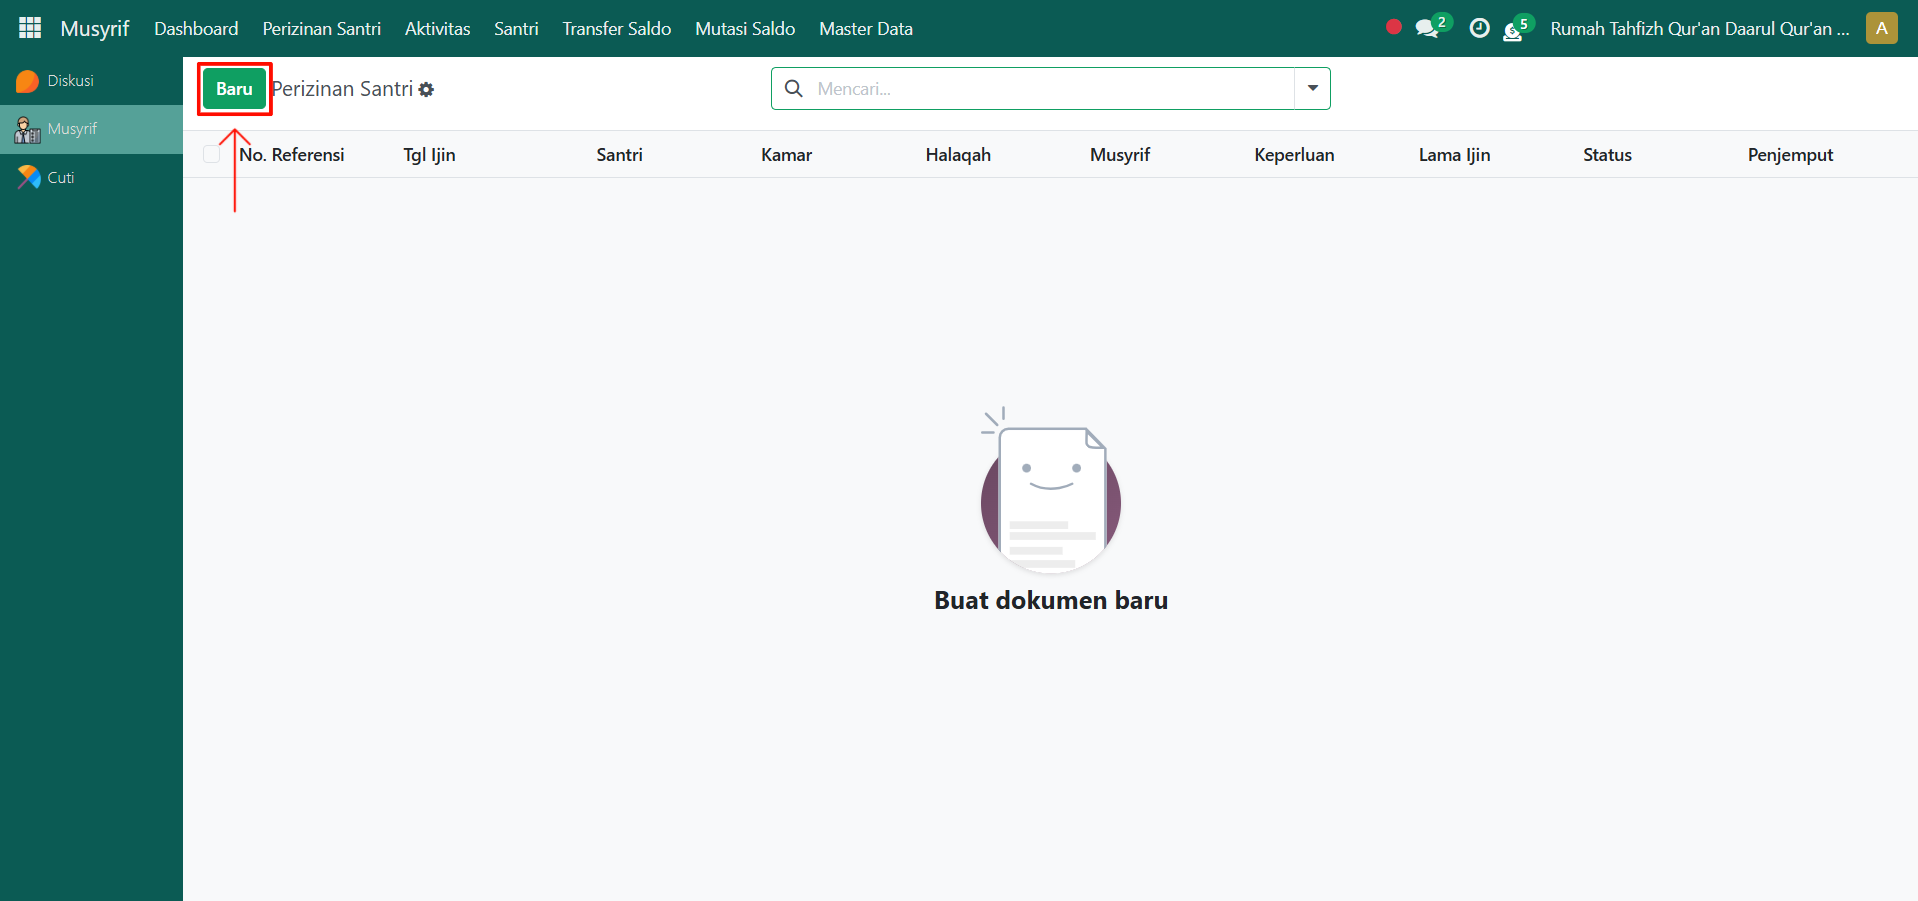 Musyrif Dashboard Perizinan Santri Aktivitas Santri Transfer Saldo Mutasi Saldo Master Data 2 5 Rumah Tahfizh Qur'an Daarul Qur'an ... A
Diskusi
Musyrif
Cuti
Baru Perizinan Santri Mencari...
No. Referensi Tgl Ijin Santri Kamar Halaqah Musyrif Keperluan Lama Ijin Status Penjemput
Buat dokumen baru